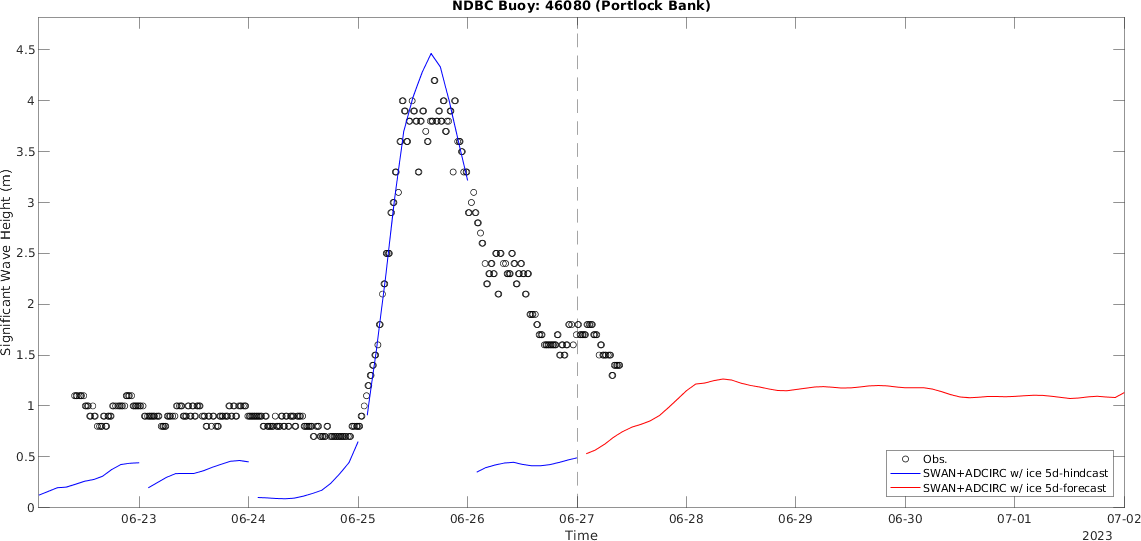 NDBC Buoy: 46080 (Portlock Bank)
4.5
4
3.5
3
2.5
2
1.5
1
0.5
0
Significant Wave Height (m)
Obs.
SWAN+ADCIRC w/ ice 5d-hindcast
SWAN+ADCIRC w/ ice 5d-forecast
06-23 06-24 06-25 06-26 06-27 06-28 06-29 06-30 07-01 07-02
Time 2023